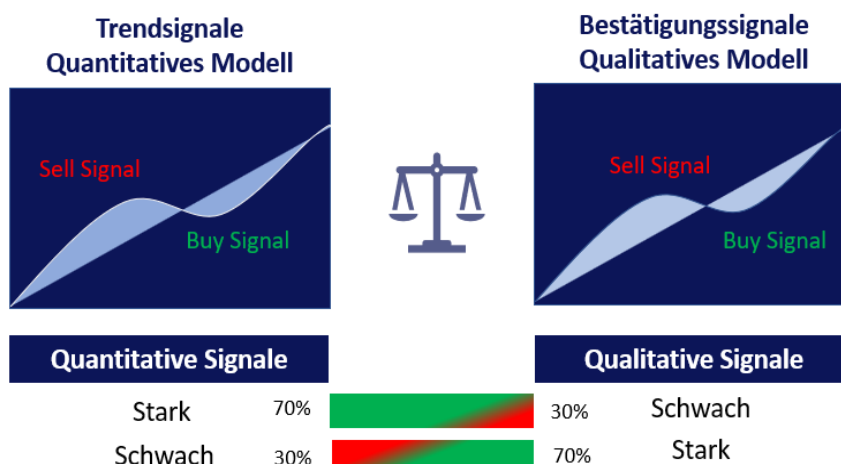 Trendsignale
Quantitatives Modell
Bestätigungssignale
Qualitatives Modell
Sell Signal
Buy Signal
Sell Signal
Buy Signal
Quantitative Signale
Qualitative Signale
Stark 70% 30% Schwach
Schwach 30% 70% Stark